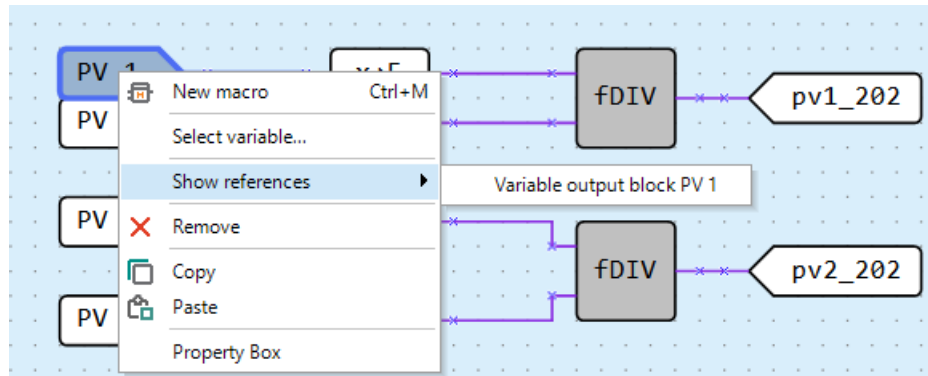 PV 1
fDIV
pv1_202
PV
New macro Ctrl+M
Select variable...
Show references
Variable output block PV 1
PV
Remove
fDIV
pv2_202
Copy
Paste
PV
Property Box